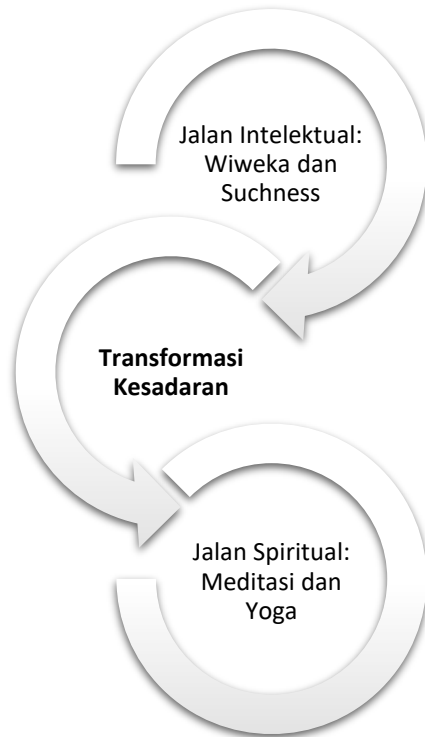 Jalan Intelektual:
Wiweka dan
Suchness
Transformasi
Kesadaran
Jalan Spiritual:
Meditasi dan
Yoga